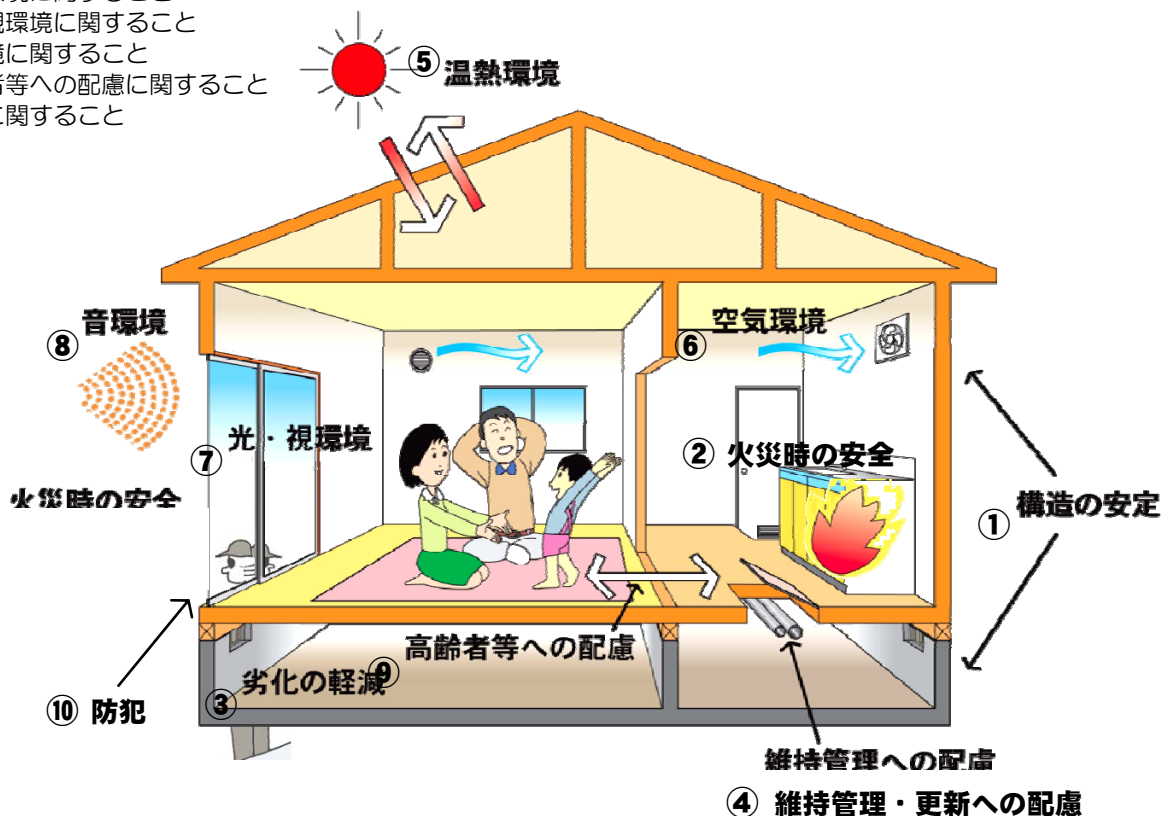 視環境に関すること
境に関すること
者等への配慮に関すること
に関すること
⑤ 温熱環境
音環境
⑧
空気環境
⑥
光・視環境
⑦
② 火災時の安全
火災時の安全
構造の安定
①
高齢者等への配慮
⑨
劣化の軽減
③
⑩ 防犯
維持管理への配慮
④ 維持管理・更新への配慮